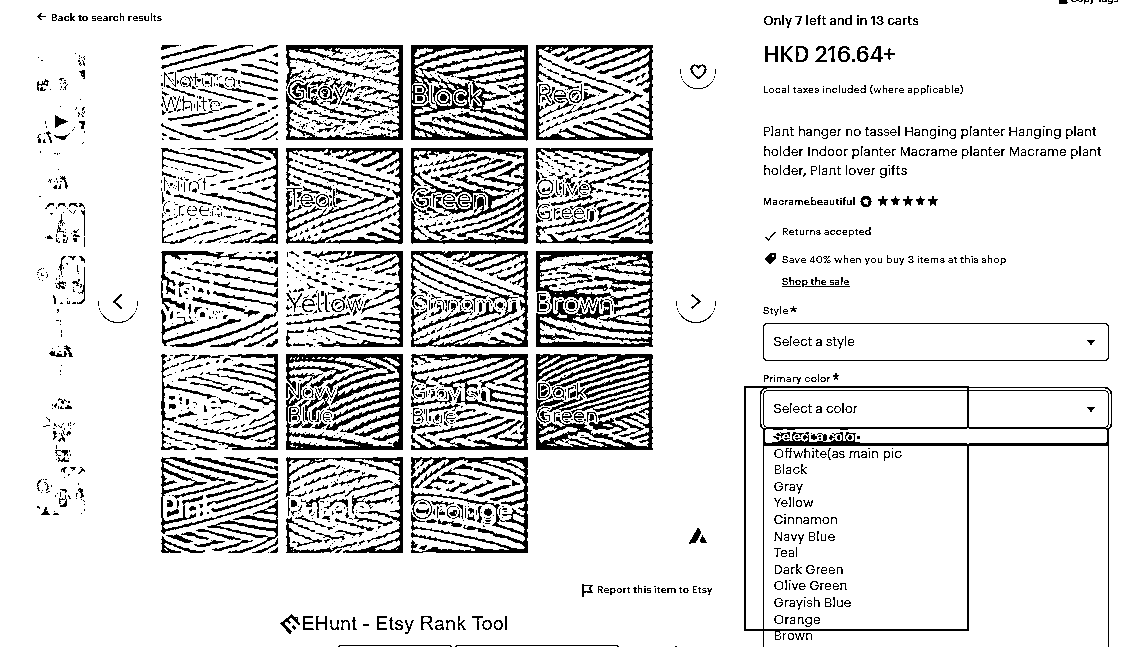 Copy Tags
Back to search results
Only 7 left and in 13 carts
HKD 216.64+
Local taxes included (where applicable)
Plant hanger no tassel Hanging planter Hanging plant
holder Indoor planter Macrame planter Macrame plant
holder, Plant lover gifts
Macramebeautiful
Returns accepted
Save 40% when you buy 3 items at this shop
Shop the sale
Style*
Select a style
Primary color*
Select a color
Select a color
Offwhite(as main pic
Black
Gray
Yellow
Cinnamon
Navy Blue
Teal
Dark Green
Olive Green
Grayish Blue
Orange
Brown
Natural
White
Gray
Black
Red
Mint
Green
Teal
Green
Olive
Green
Yellow
Yellow
Cinnamon
Brown
Navy
Blue
Grayish
Blue
Dark
Green
Pink
Purple
Orange
Report this item to Etsy
EHunt - Etsy Rank Tool